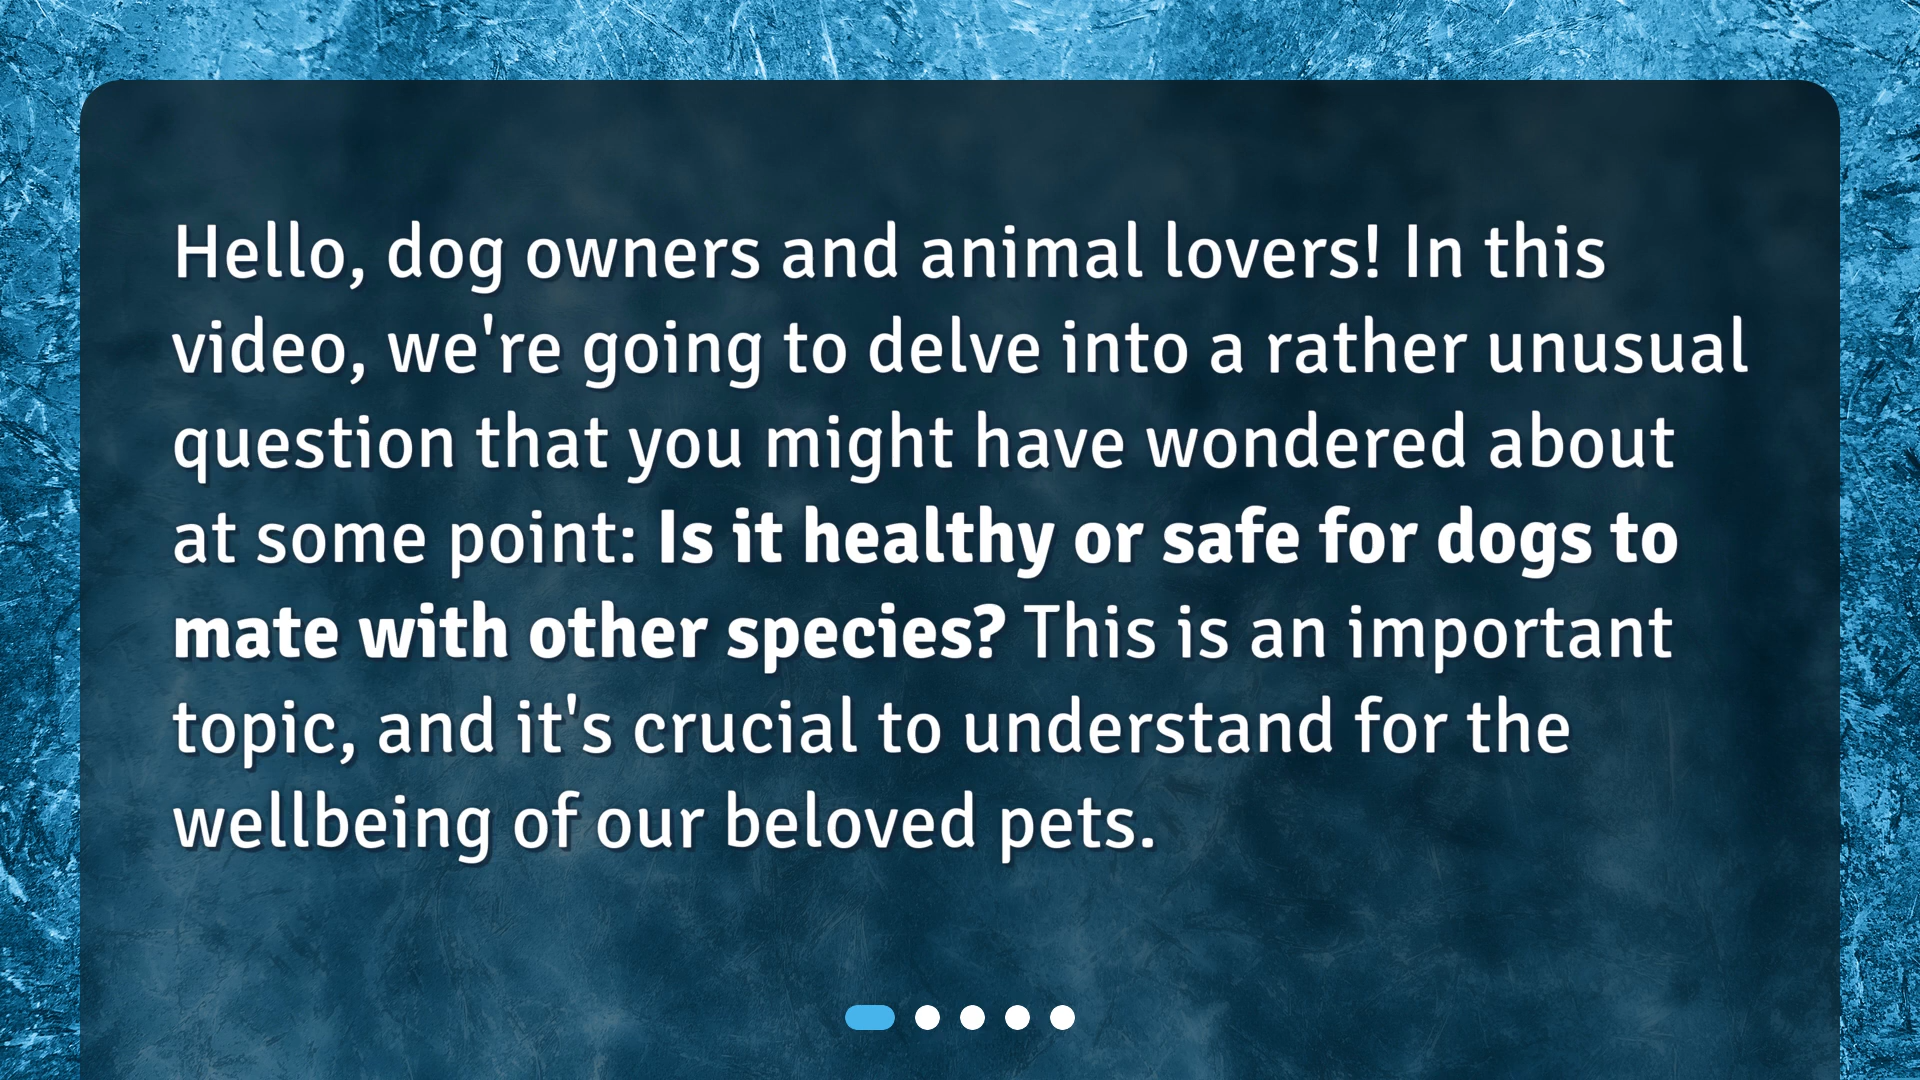 Hello, dog owners and animal lovers! In this
video, we're going to delve into a rather unusual
question that you might have wondered about
at some point: Is it healthy or safe for dogs to
mate with other species? This is an important
topic, and it's crucial to understand for the
wellbeing of our beloved pets.